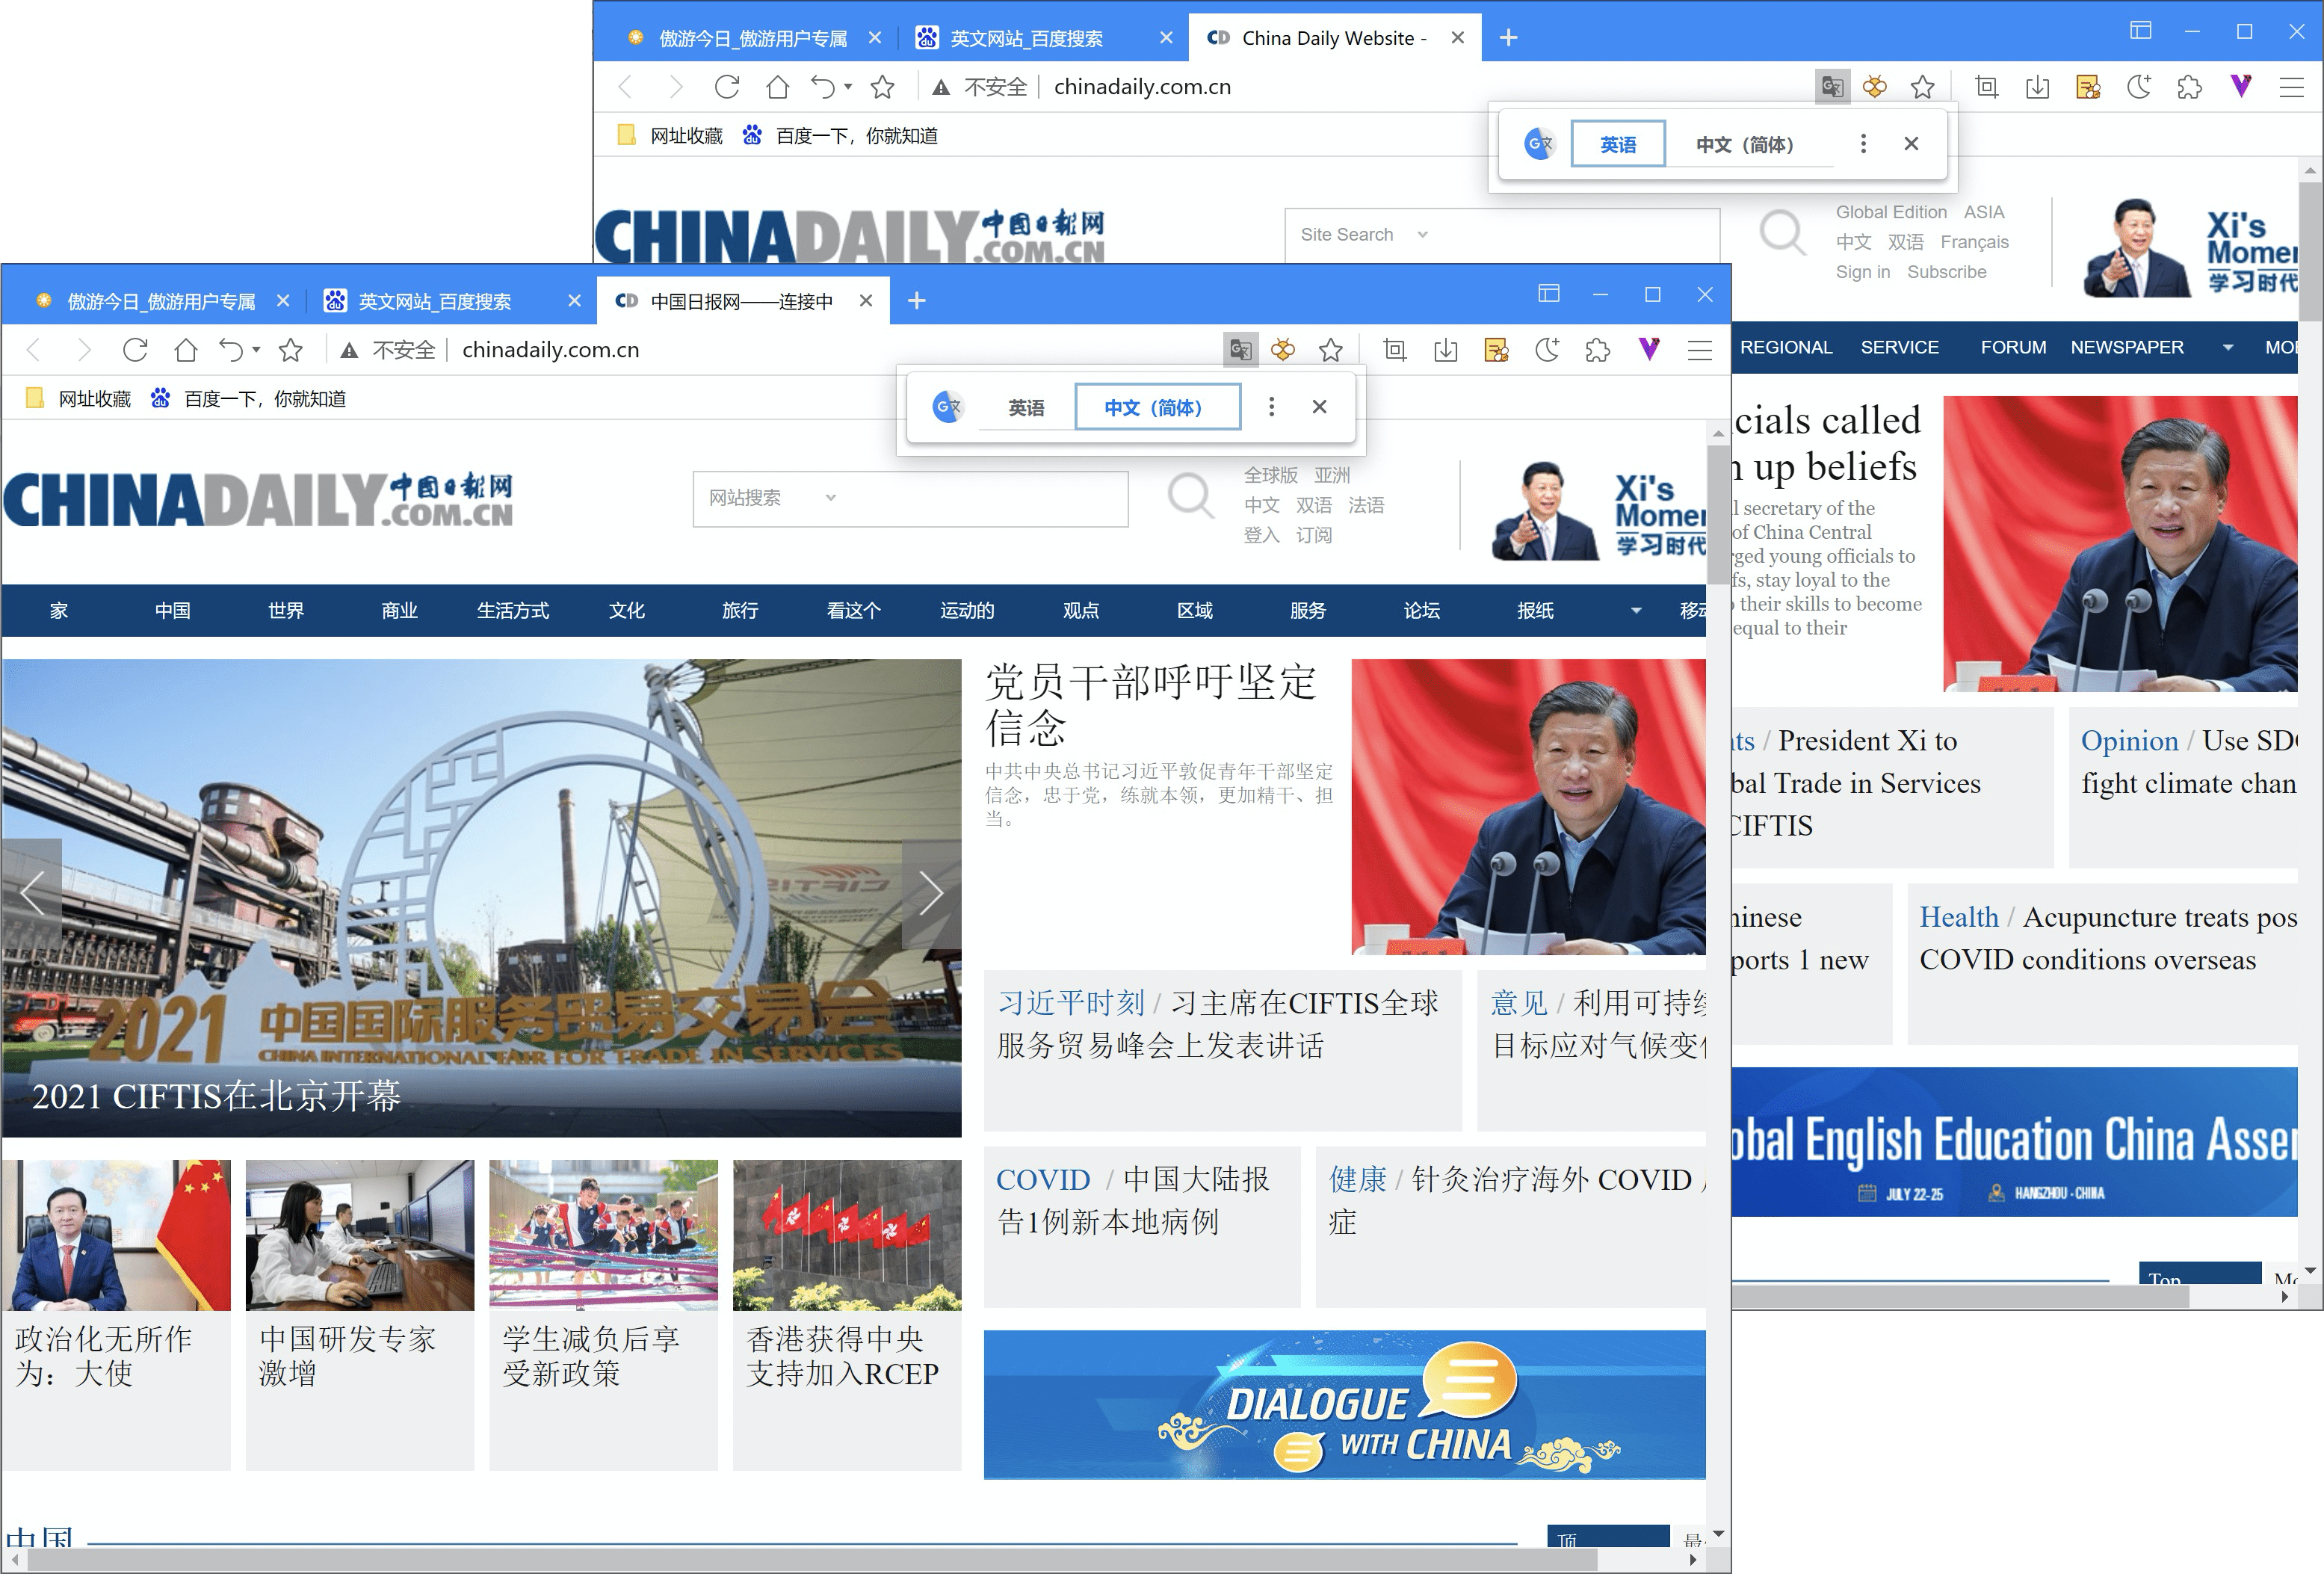 傲游今日_傲游用户专属
英文网站_百度搜索
China Daily Website -
不安全
chinadaily.com.cn
网址收藏
百度一下，你就知道
英语
中文（简体）
CHINADAILY
中国日报网
.COM.CN
Site Search
Global Edition ASIA
中文 双语 Français
Sign in Subscribe
Xi's
学习时代
REGIONAL SERVICE FORUM NEWSPAPER
called
up beliefs
secretary of the
of China Central
young officials to
stay loyal to the
their skills to become
equal to their
/ President Xi to
Trade in Services
CIFTIS
Opinion / Use
fight climate
1 new
Health / Acupuncture treats
COVID conditions overseas
English Education China
JULY 22-25
HANGZHOU · CHINA
Top
傲游今日_傲游用户专属
英文网站_百度搜索
中国日报网——连接中
不安全
chinadaily.com.cn
网址收藏
百度一下，你就知道
英语
中文（简体）
CHINADAILY
中国日报网
.COM.CN
网站搜索
全球版 亚洲
中文 双语 法语
登入 订阅
Xi's
学习时代
家 中国 世界 商业 生活方式 文化 旅行 看这个 运动的 观点 区域 服务 论坛 报纸
2021 中国国际服务贸易交易会
CHINA INTERNATIONAL FAIR FOR TRADE IN SERVICES
2021 CIFTIS在北京开幕
党员干部呼吁坚定
信念
中共中央总书记习近平敦促青年干部坚定
信念，忠于党，练就本领，更加精干、担
当。
习近平时刻 / 习主席在CIFTIS全球
服务贸易峰会上发表讲话
意见 / 利用可持续
目标应对气候变
COVID / 中国大陆报
告1例新本地病例
健康 / 针灸治疗海外 COVID
症
政治化无所作
为：大使
中国研发专家
激增
学生减负后享
受新政策
香港获得中央
支持加入RCEP
DIALOGUE
WITH CHINA
中国
顶